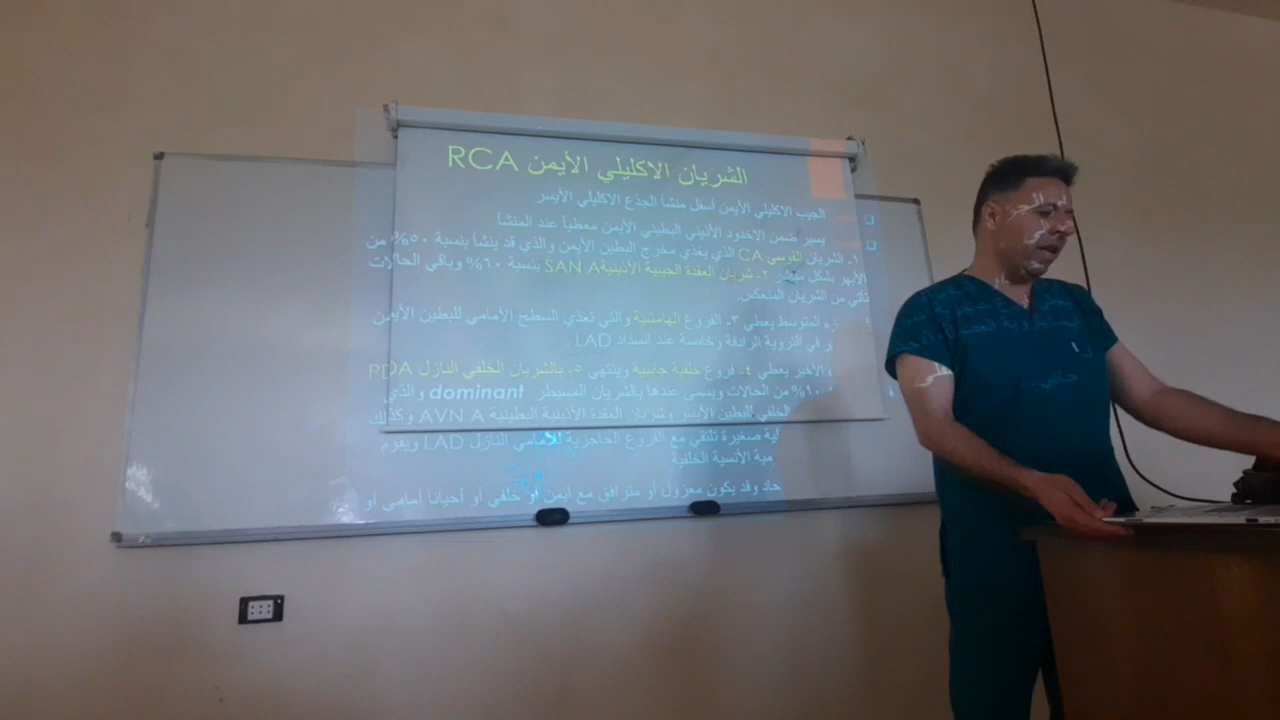 الشريان الاكليلي الأيمن RCA
الجيب الاكليلي الأيمن أسفل منشأ الجذع الاكليلي الأيسر
يسير ضمن الاخدود الأذيني البطيني الأيمن معطياً عند المنشأ
١- الشريان القوسي CA الذي يغذي مخرج البطين الأيمن والذي قد ينشأ بنسبة ٥٠% من
الأبهر بشكل مباشر ٢- شريان العقدة الجيبية الأذينية SAN A بنسبة ٦٠% وباقي الحالات
تأتي من الشريان المنعكس.
المتوسط يعطي ٣- الفروع الهامشية والتي تغذي السطح الأمامي للبطين الأيمن
في التروية الرادفة وخاصة عند انسداد LAD .
الأخير يعطي ٤- فروع خلفية جانبية وينتهي ٥- بالشريان الخلفي النازل PDA
% من الحالات ويسمى عندها بالشريان المسيطر dominant والذي
الخلفي للبطين الأيسر وشريان العقدة الأذينية البطينية AVN A وكذلك
صغيرة تلتقي مع الفروع الحاجزية للأمامي النازل LAD ويقوم
الأنسية الخلفية
حاد وقد يكون معزول أو مترافق مع أيمن أو خلفي أو أحياناً أمامي أو
خلفي...